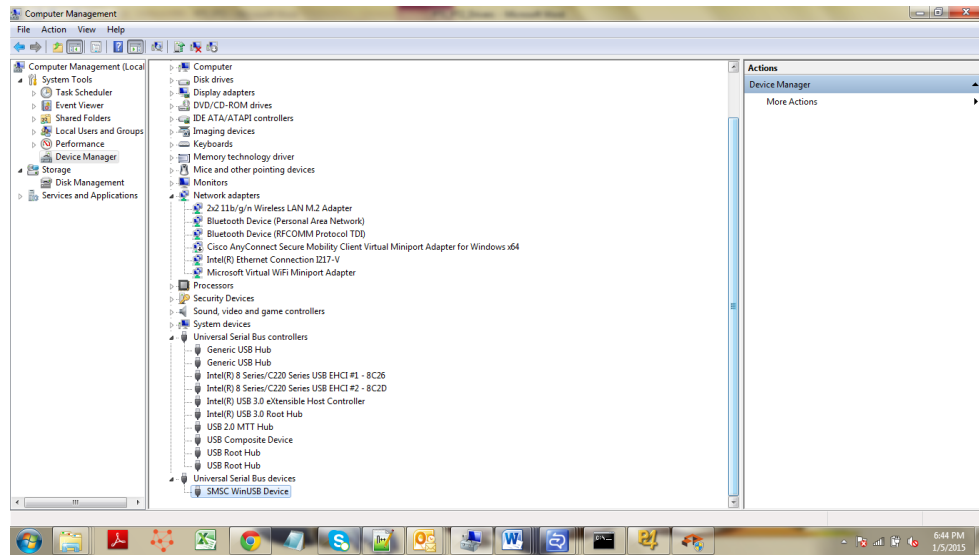 Computer Management
File Action View Help
Computer Management (Local
System Tools
Task Scheduler
Event Viewer
Shared Folders
Local Users and Groups
Performance
Device Manager
Storage
Disk Management
Services and Applications
Computer
Disk drives
Display adapters
DVD/CD-ROM drives
IDE ATA/ATAPI controllers
Imaging devices
Keyboards
Memory technology driver
Mice and other pointing devices
Monitors
Network adapters
2x2 11b/g/n Wireless LAN M.2 Adapter
Bluetooth Device (Personal Area Network)
Bluetooth Device (RFCOMM Protocol TDI)
Cisco AnyConnect Secure Mobility Client Virtual Miniport Adapter for Windows x64
Intel(R) Ethernet Connection I217-V
Microsoft Virtual WiFi Miniport Adapter
Processors
Security Devices
Sound, video and game controllers
System devices
Universal Serial Bus controllers
Generic USB Hub
Generic USB Hub
Intel(R) 8 Series/C220 Series USB EHCI #1 - 8C26
Intel(R) 8 Series/C220 Series USB EHCI #2 - 8C2D
Intel(R) USB 3.0 eXtensible Host Controller
Intel(R) USB 3.0 Root Hub
USB 2.0 MTT Hub
USB Composite Device
USB Root Hub
USB Root Hub
Universal Serial Bus devices
SMSC WinUSB Device
Actions
Device Manager
More Actions
6:44 PM
1/5/2015